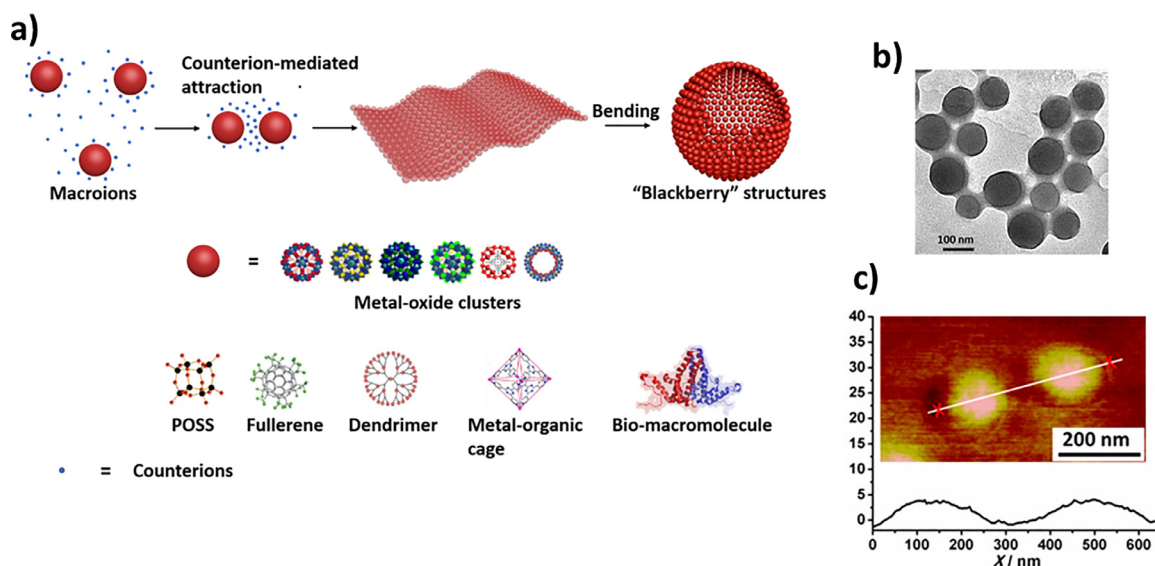 a)
Counterion-mediated
attraction
Bending
Macroions
“Blackberry” structures
=
Metal-oxide clusters
POSS
Fullerene
Dendrimer
Metal-organic
cage
Bio-macromolecule
= Counterions
b)
100 nm
c)
40
35
30
25
20
15
10
5
0
200 nm
0 100 200 300 400 500 600
X/ nm